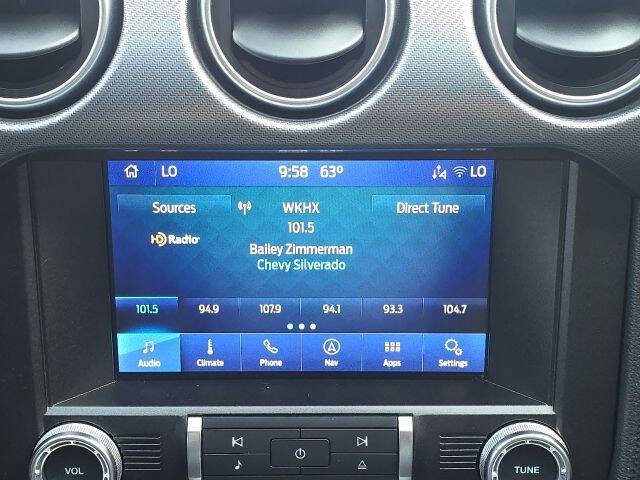 LO 9:58 63° LO
Sources WKHX Direct Tune
101.5
HD Radio
Bailey Zimmerman
Chevy Silverado
101.5 94.9 107.9 94.1 93.3 104.7
Audio Climate Phone Nav Apps Settings
VOL TUNE